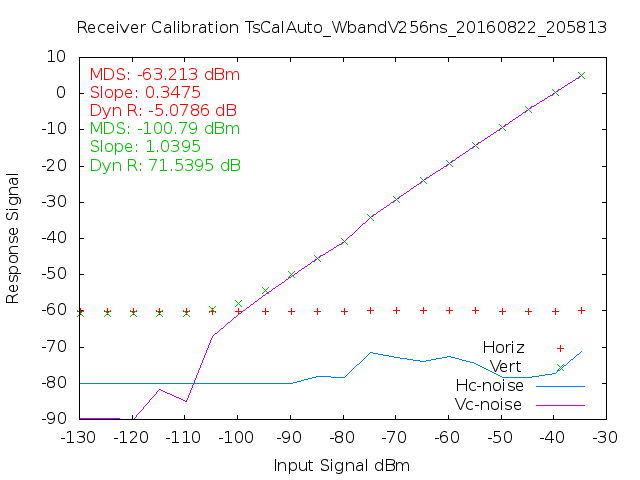 Receiver Calibration TsCalAuto_WbandV256ns_20160822_205813
10
0
-10
-20
-30
-40
-50
-60
-70
-80
-90
MDS: -63.213 dBm
Slope: 0.3475
Dyn R: -5.0786 dB
MDS: -100.79 dBm
Slope: 1.0395
Dyn R: 71.5395 dB
Response Signal
Horiz
Vert
Hc-noise
Vc-noise
-130 -120 -110 -100 -90 -80 -70 -60 -50 -40 -30
Input Signal dBm